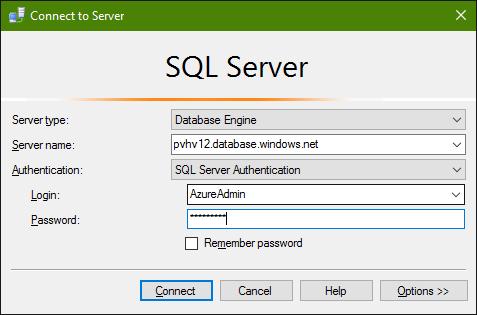 Connect to Server
SQL Server
Server type: Database Engine
Server name: pvhv12.database.windows.net
Authentication: SQL Server Authentication
Login: AzureAdmin
Password: *********
Remember password
Connect Cancel Help Options >>